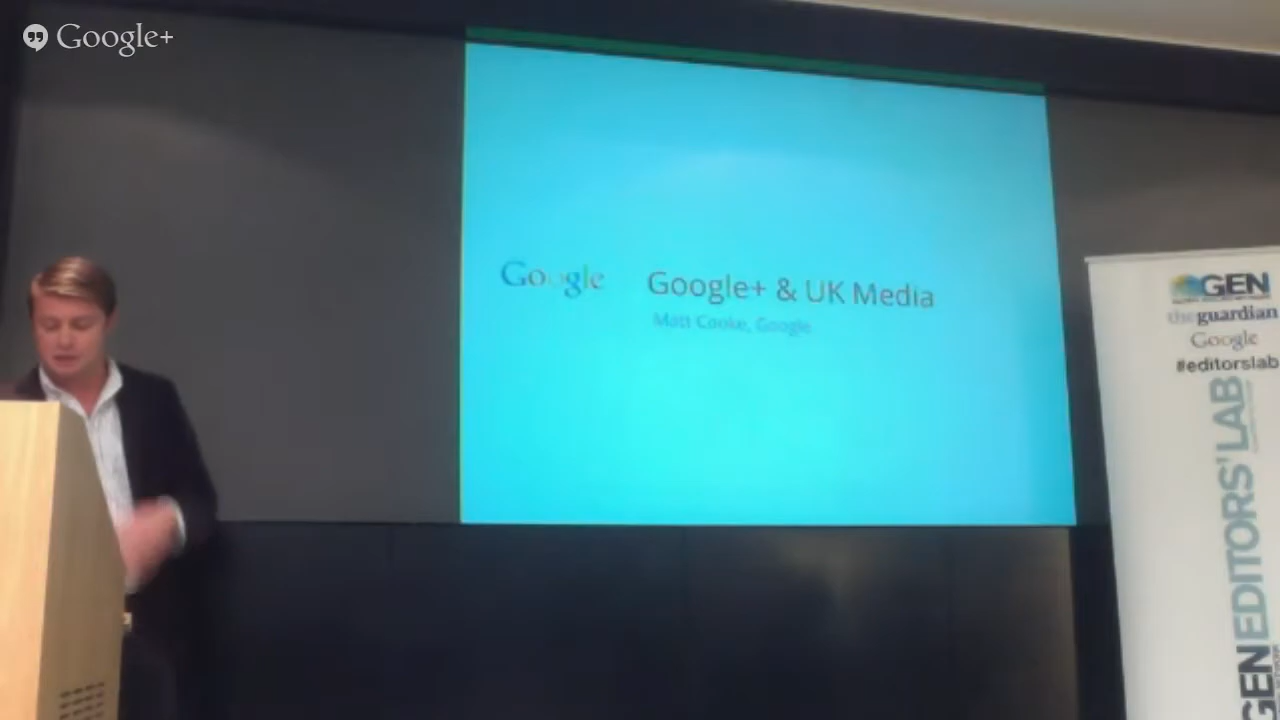 Google+
Google
Google+ & UK Media
Matt Cooke, Google
GEN
theguardian
Google
#editorslab
GEN EDITORS' LAB